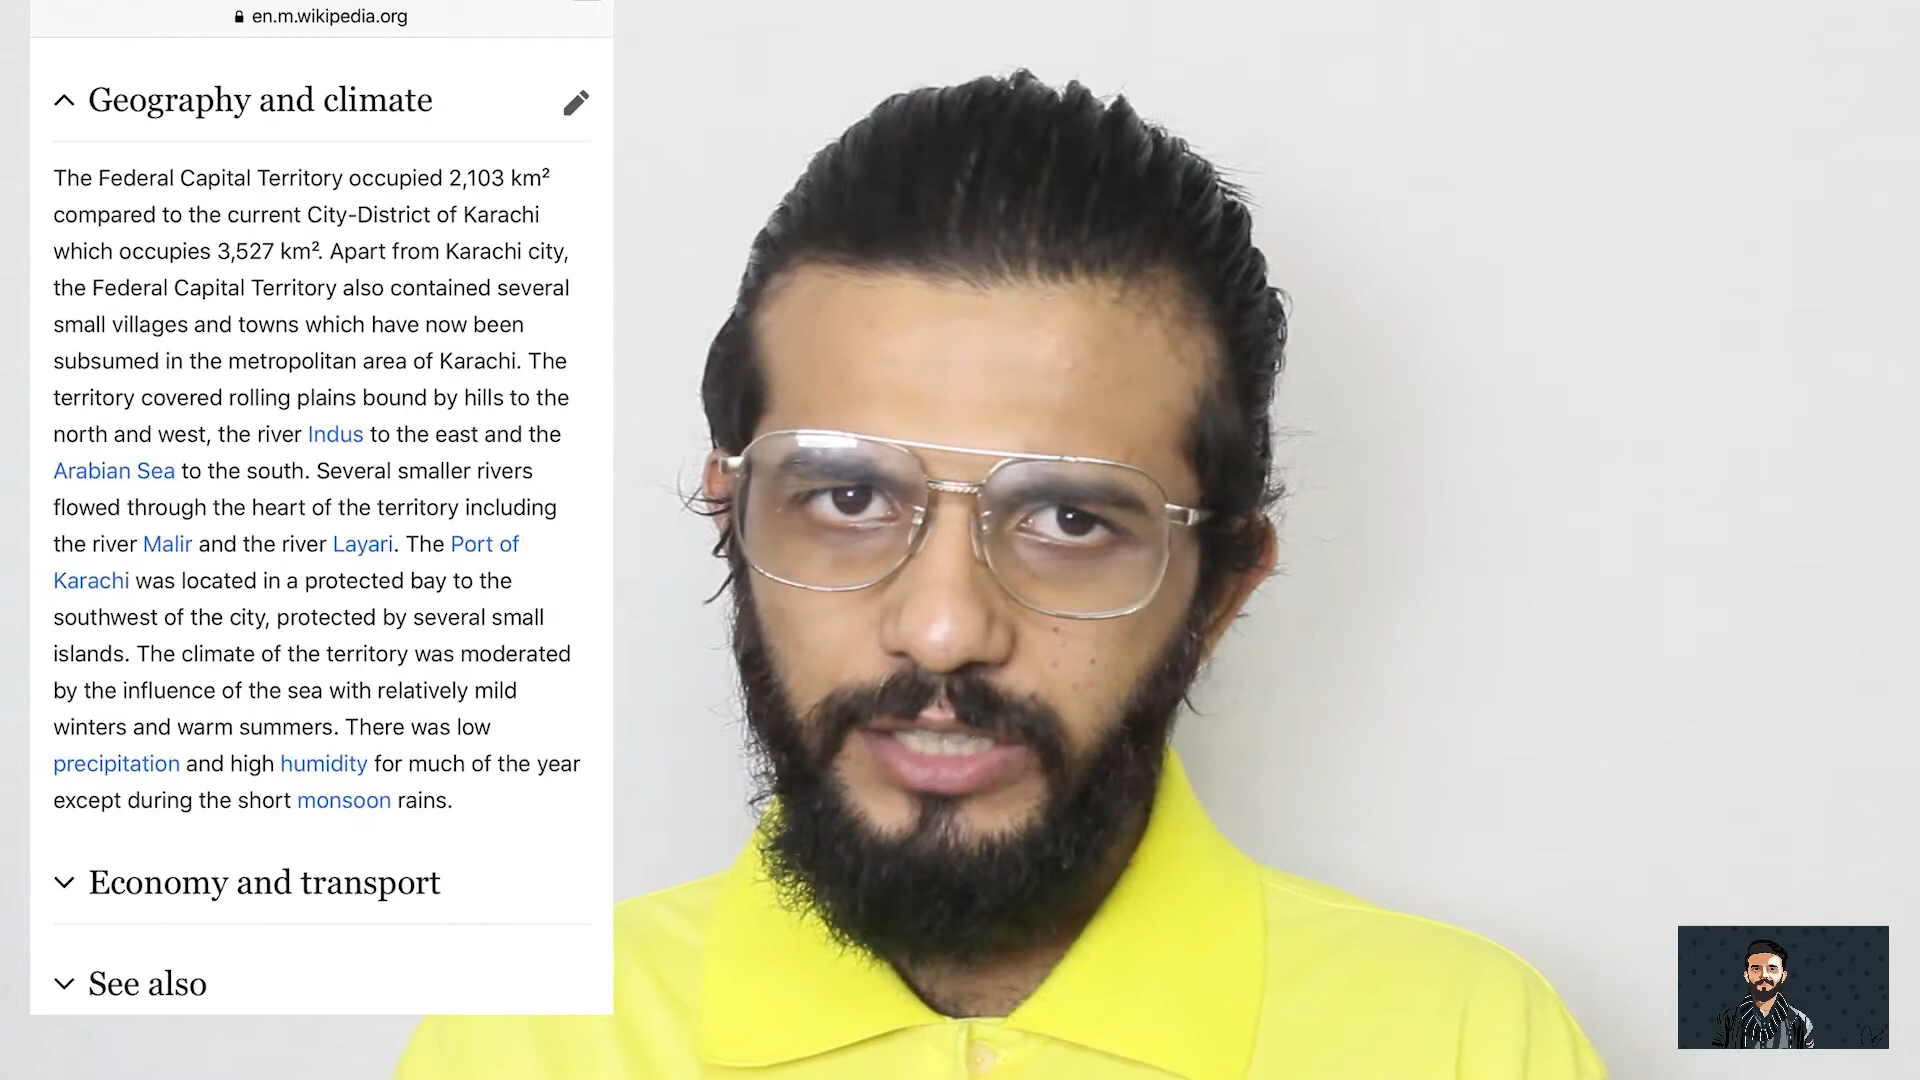 en.m.wikipedia.org
Geography and climate
The Federal Capital Territory occupied 2,103 km²
compared to the current City-District of Karachi
which occupies 3,527 km². Apart from Karachi city,
the Federal Capital Territory also contained several
small villages and towns which have now been
subsumed in the metropolitan area of Karachi. The
territory covered rolling plains bound by hills to the
north and west, the river Indus to the east and the
Arabian Sea to the south. Several smaller rivers
flowed through the heart of the territory including
the river Malir and the river Layari. The Port of
Karachi was located in a protected bay to the
southwest of the city, protected by several small
islands. The climate of the territory was moderated
by the influence of the sea with relatively mild
winters and warm summers. There was low
precipitation and high humidity for much of the year
except during the short monsoon rains.
Economy and transport
See also